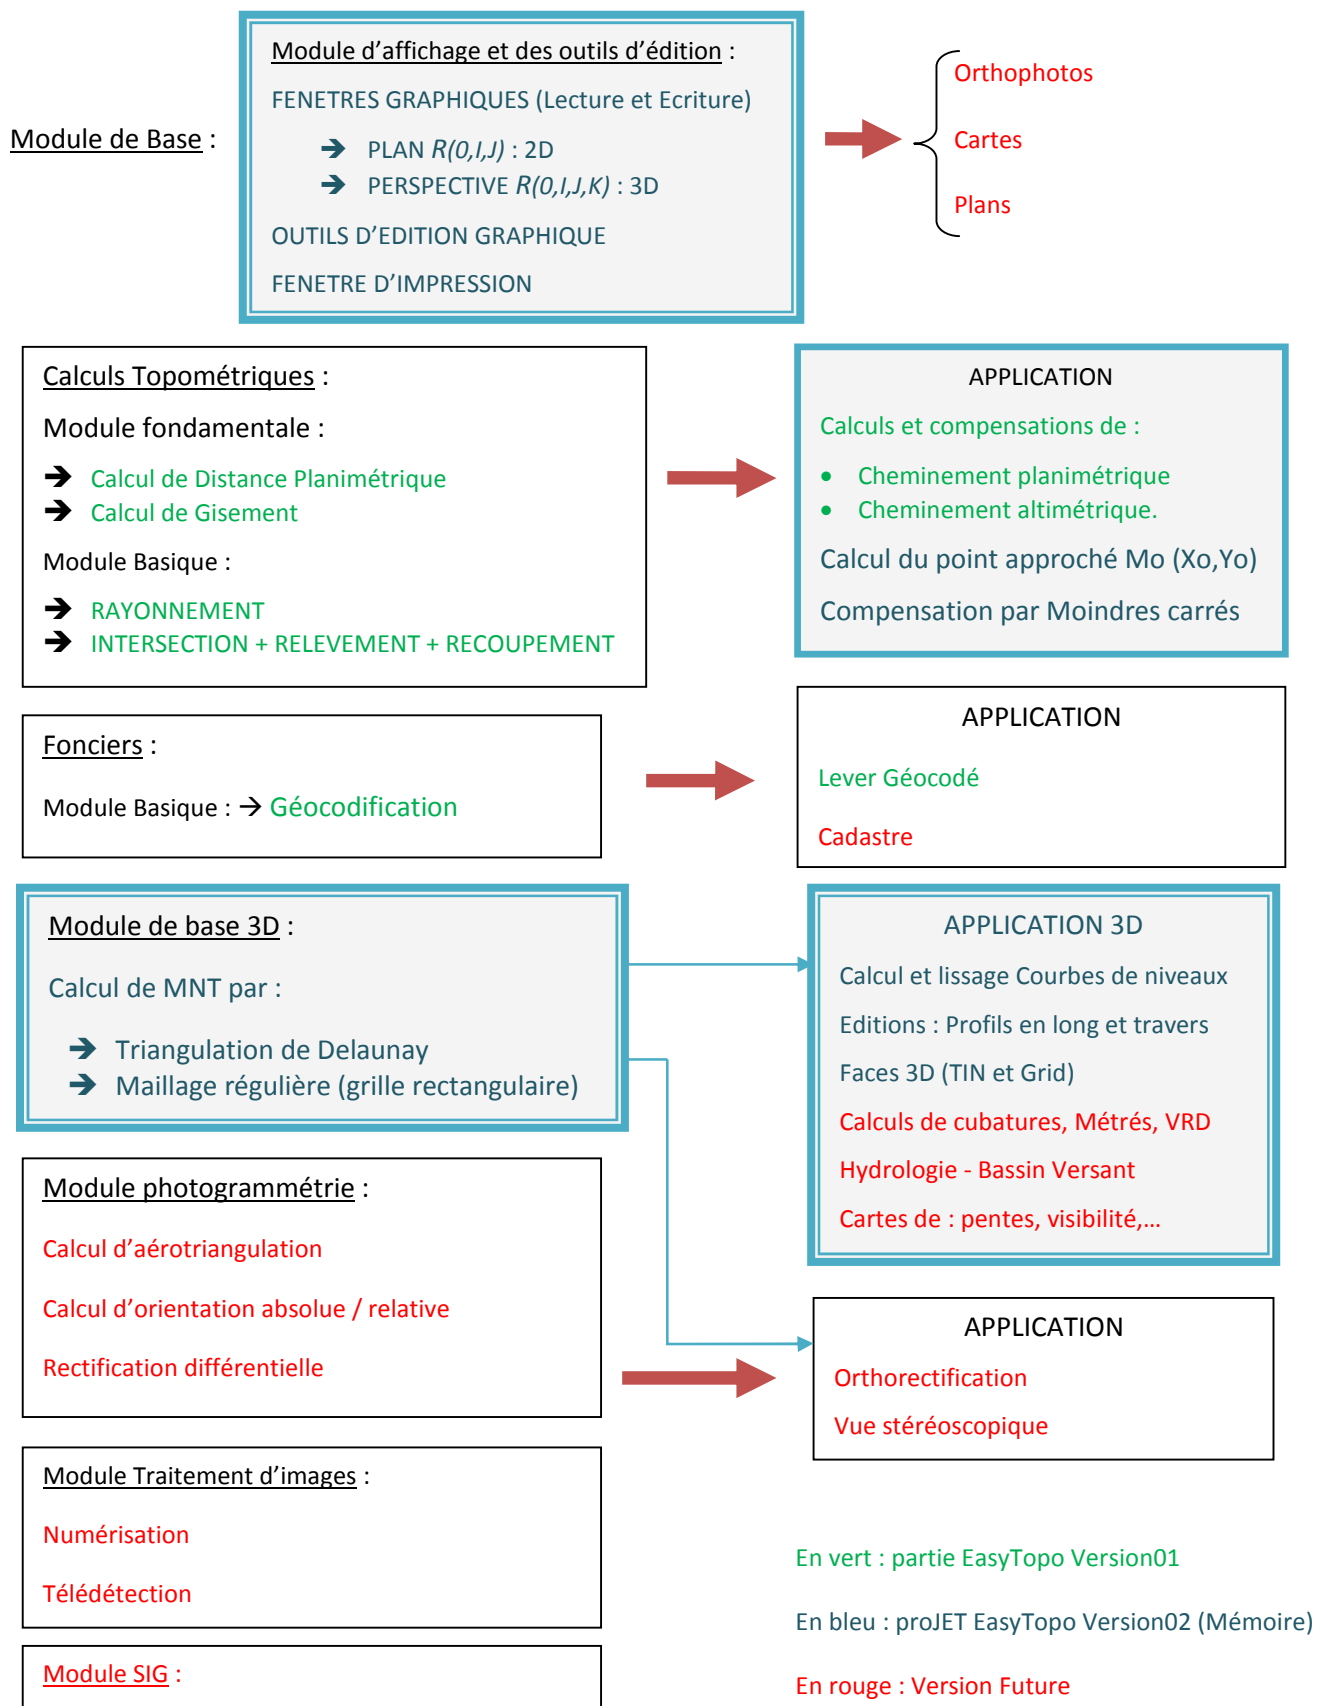 Module de Base :
Module d'affichage et des outils d'édition :
FENETRES GRAPHIQUES (Lecture et Ecriture)
➔ PLAN R(0,I,J) : 2D
➔ PERSPECTIVE R(0,I,J,K) : 3D
OUTILS D'EDITION GRAPHIQUE
FENETRE D'IMPRESSION
Orthophotos
Cartes
Plans
Calculs Topométriques :
Module fondamentale :
➔ Calcul de Distance Planimétrique
➔ Calcul de Gisement
Module Basique :
➔ RAYONNEMENT
➔ INTERSECTION + RELEVEMENT + RECOUPEMENT
APPLICATION
Calculs et compensations de :
• Cheminement planimétrique
• Cheminement altimétrique.
Calcul du point approché Mo (Xo,Yo)
Compensation par Moindres carrés
Fonciers :
Module Basique : → Géocodification
APPLICATION
Lever Géocodé
Cadastre
Module de base 3D :
Calcul de MNT par :
➔ Triangulation de Delaunay
➔ Maillage régulière (grille rectangulaire)
APPLICATION 3D
Calcul et lissage Courbes de niveaux
Editions : Profils en long et travers
Faces 3D (TIN et Grid)
Calculs de cubatures, Métrés, VRD
Hydrologie - Bassin Versant
Cartes de : pentes, visibilité,...
Module photogrammétrie :
Calcul d'aérotriangulation
Calcul d'orientation absolue / relative
Rectification différentielle
APPLICATION
Orthorectification
Vue stéréoscopique
Module Traitement d'images :
Numérisation
Télédétection
Module SIG :
En vert : partie EasyTopo Version01
En bleu : proJET EasyTopo Version02 (Mémoire)
En rouge : Version Future